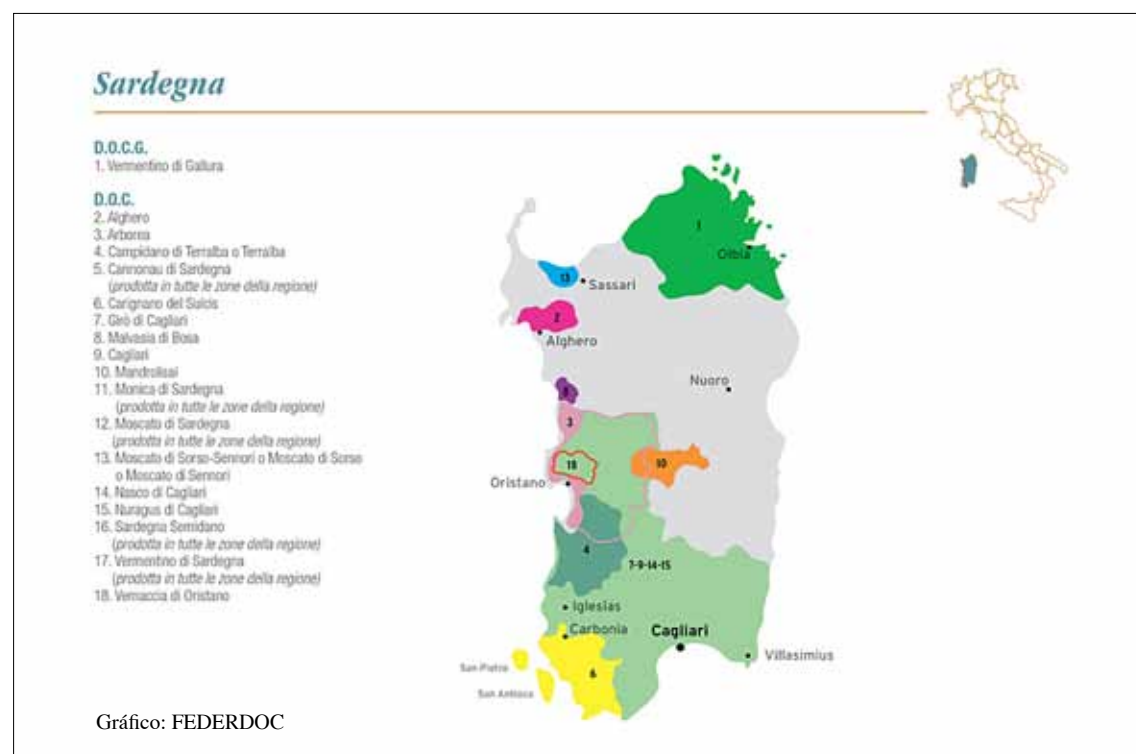 Sardegna
D.O.C.G.
1. Vermentino di Gallura
D.O.C.
2. Alghero
3. Arborea
4. Campidano di Terralba o Terralba
5. Cannonau di Sardegna
(prodotta in tutte le zone della regione)
6. Carignano del Sulcis
7. Girò di Cagliari
8. Malvasia di Bosa
9. Cagliari
10. Mandrolisai
11. Monica di Sardegna
(prodotta in tutte le zone della regione)
12. Moscato di Sardegna
(prodotta in tutte le zone della regione)
13. Moscato di Sorso-Sennori o Moscato di Sorso
o Moscato di Sennori
14. Nasco di Cagliari
15. Nuragus di Cagliari
16. Sardegna Semidano
(prodotta in tutte le zone della regione)
17. Vermentino di Sardegna
(prodotta in tutte le zone della regione)
18. Vernaccia di Oristano
1
Olbia
13
Sassari
2
Alghero
Nuoro
8
3
18
10
Oristano
4
7-9-14-15
Iglesias
Carbonia
Cagliari
Villasimius
San Pietro
6
San Antioco
Gráfico: FEDERDOC